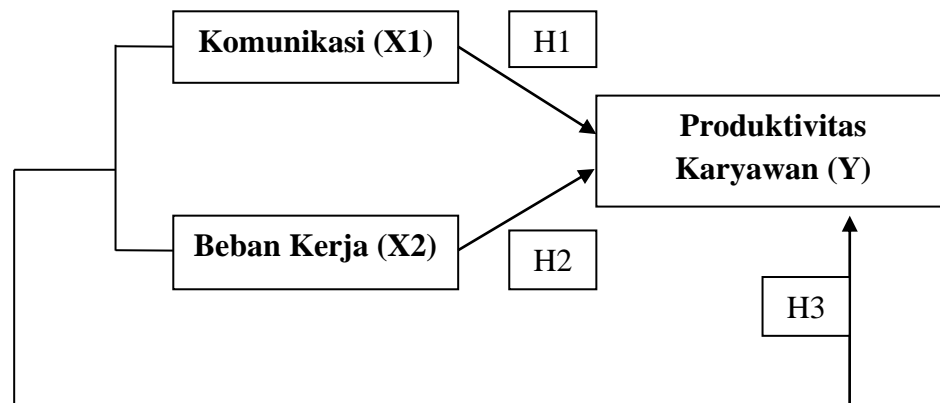 Komunikasi (X1)
H1
Produktivitas
Karyawan (Y)
Beban Kerja (X2)
H2
H3